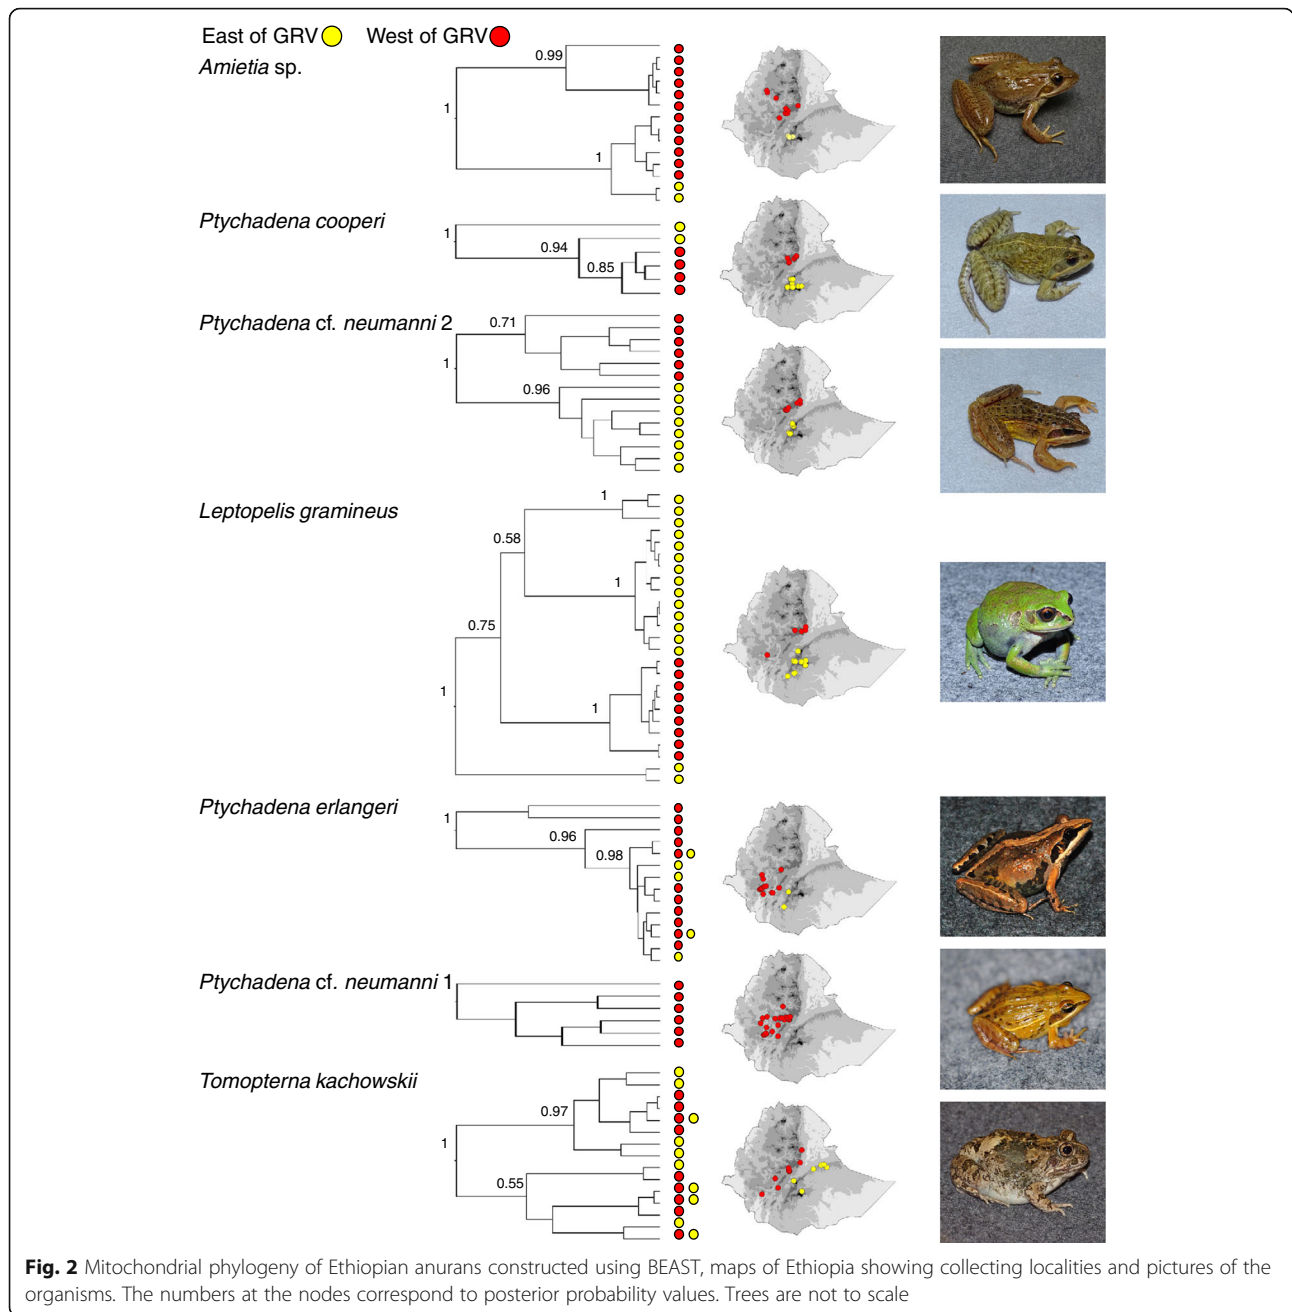 East of GRV West of GRV
Amietia sp.
0.99
1
1
Ptychadena cooperi
1
0.94
0.85
Ptychadena cf. neumanni 2
0.71
1
0.96
Leptopelis gramineus
1
0.58
1
0.75
1
1
Ptychadena erlangeri
1
0.96
0.98
Ptychadena cf. neumanni 1
Tomopterna kachowskii
0.97
1
0.55
Fig. 2 Mitochondrial phylogeny of Ethiopian anurans constructed using BEAST, maps of Ethiopia showing collecting localities and pictures of the
organisms. The numbers at the nodes correspond to posterior probability values. Trees are not to scale